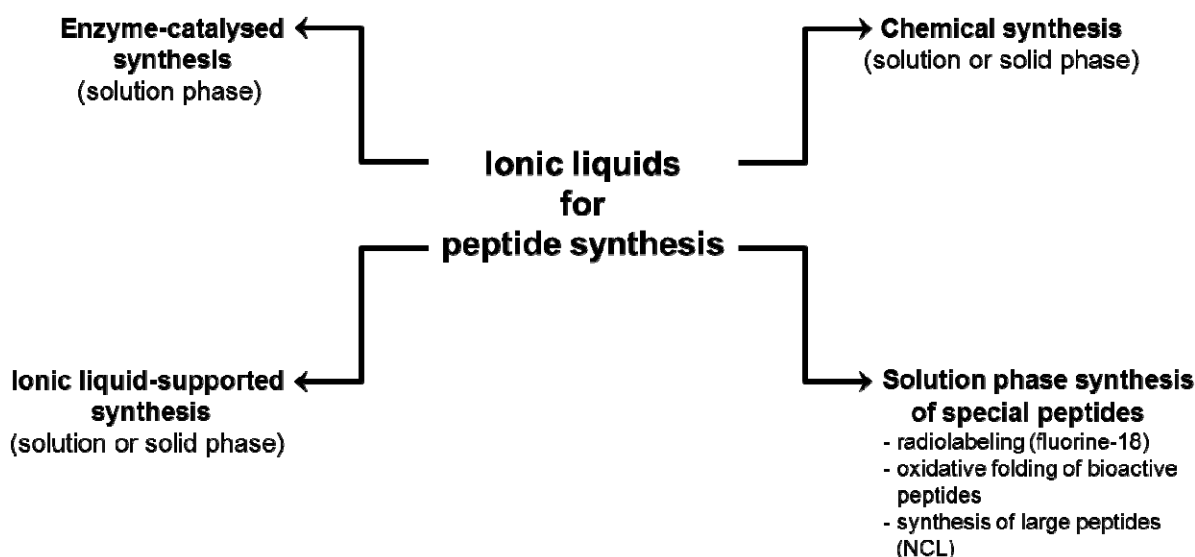 Enzyme-catalysed
synthesis
(solution phase)
Chemical synthesis
(solution or solid phase)
Ionic liquids
for
peptide synthesis
Ionic liquid-supported
synthesis
(solution or solid phase)
Solution phase synthesis
of special peptides
- radiolabeling (fluorine-18)
- oxidative folding of bioactive
peptides
- synthesis of large peptides
(NCL)